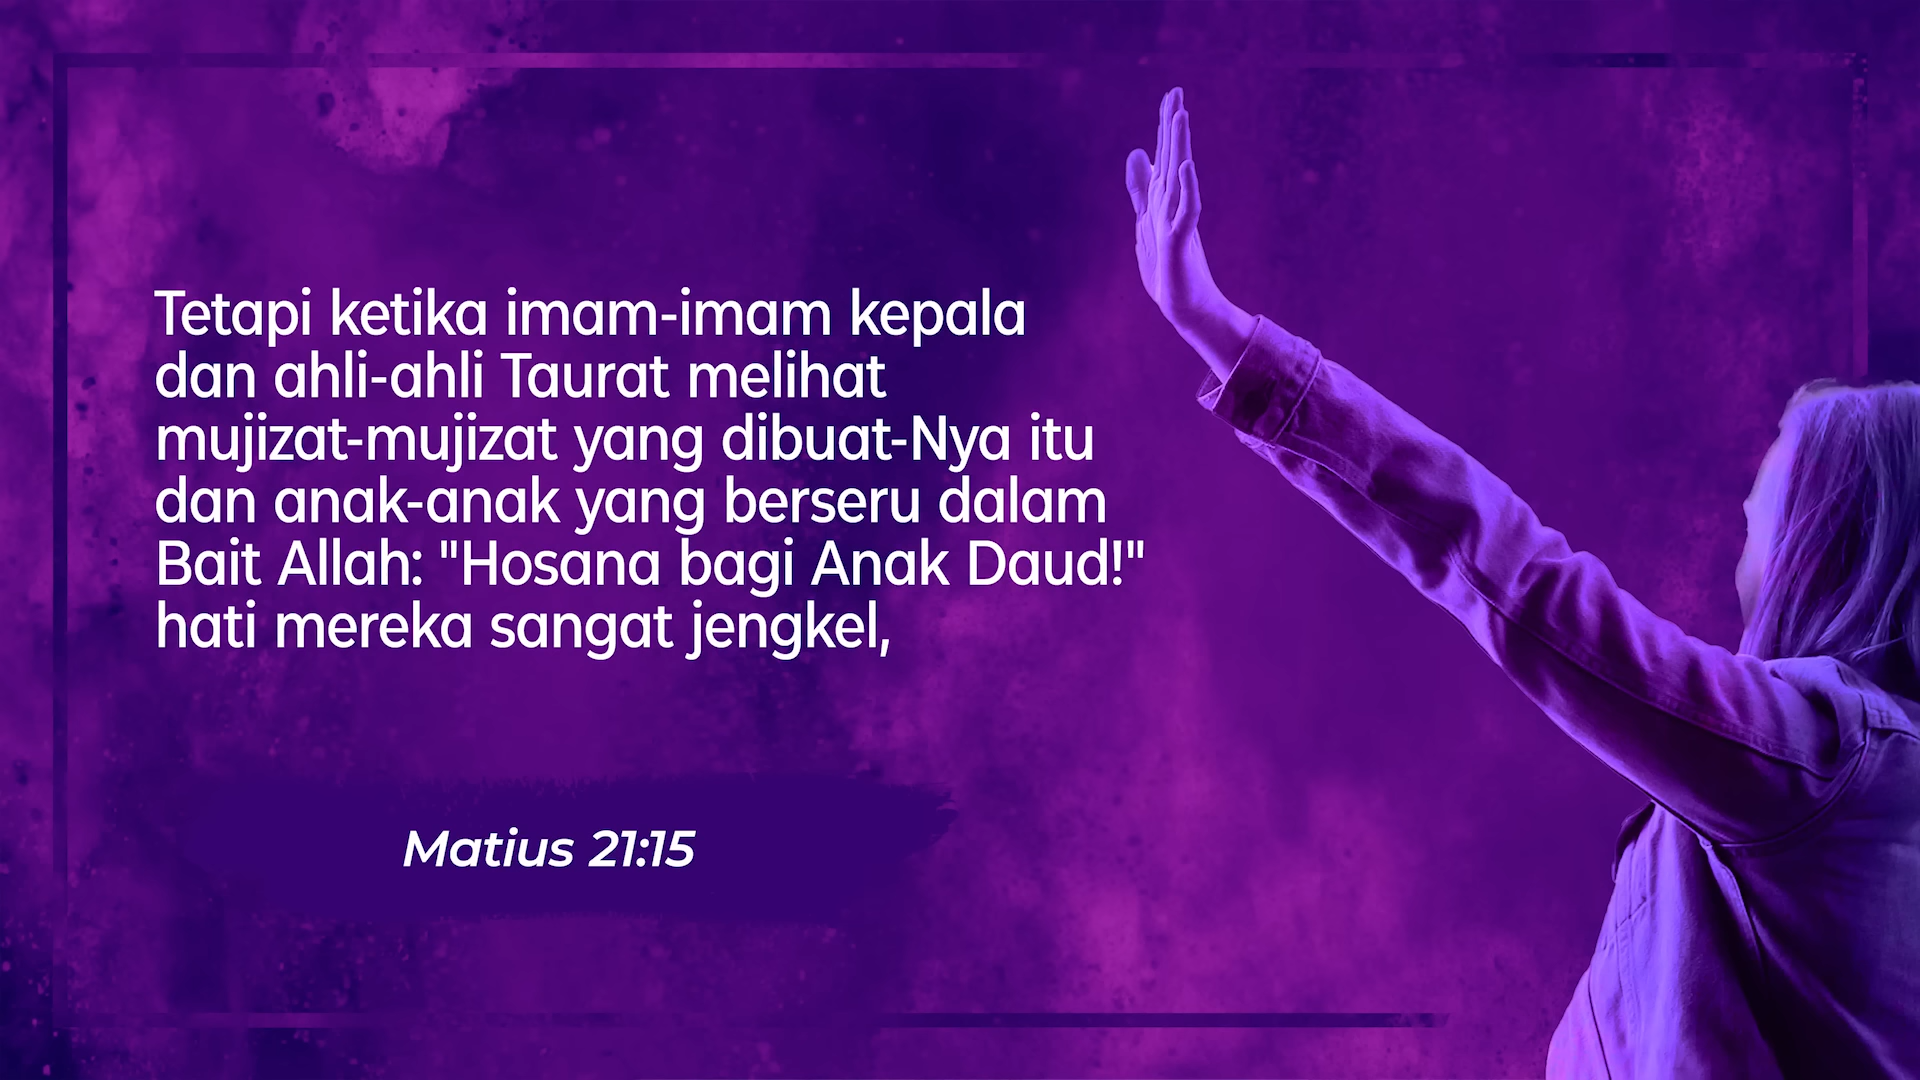 Tetapi ketika imam-imam kepala
dan ahli-ahli Taurat melihat
mujizat-mujizat yang dibuat-Nya itu
dan anak-anak yang berseru dalam
Bait Allah: "Hosana bagi Anak Daud!"
hati mereka sangat jengkel,
Matius 21:15